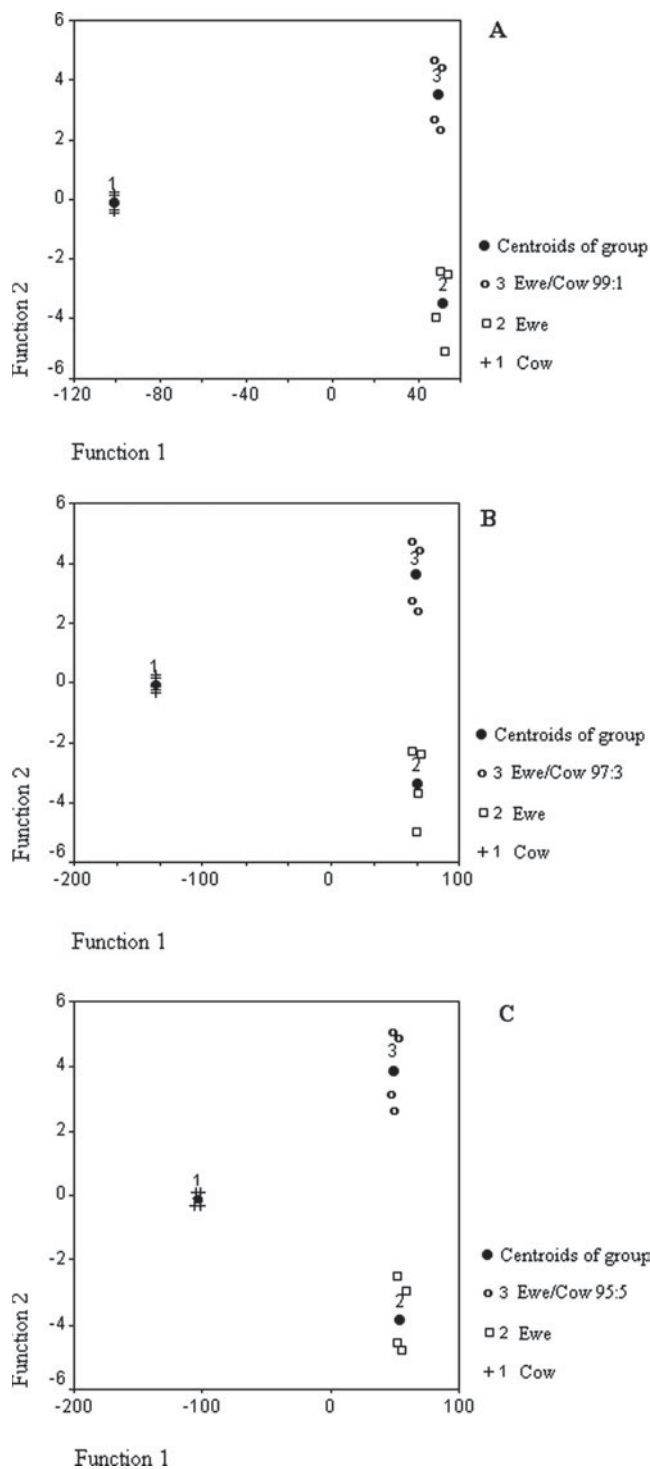 A
6
4
2
0
-2
-4
-6
3
1
2
Function 2
-120
-80
-40
0
40
Function 1
Centroids of group
3 Ewe/Cow 99:1
2 Ewe
1 Cow
B
6
4
2
0
-2
-4
-6
3
1
2
Function 2
-200
-100
0
100
Function 1
Centroids of group
3 Ewe/Cow 97:3
2 Ewe
1 Cow
C
6
4
2
0
-2
-4
-6
3
1
2
Function 2
-200
-100
0
100
Function 1
Centroids of group
3 Ewe/Cow 95:5
2 Ewe
1 Cow